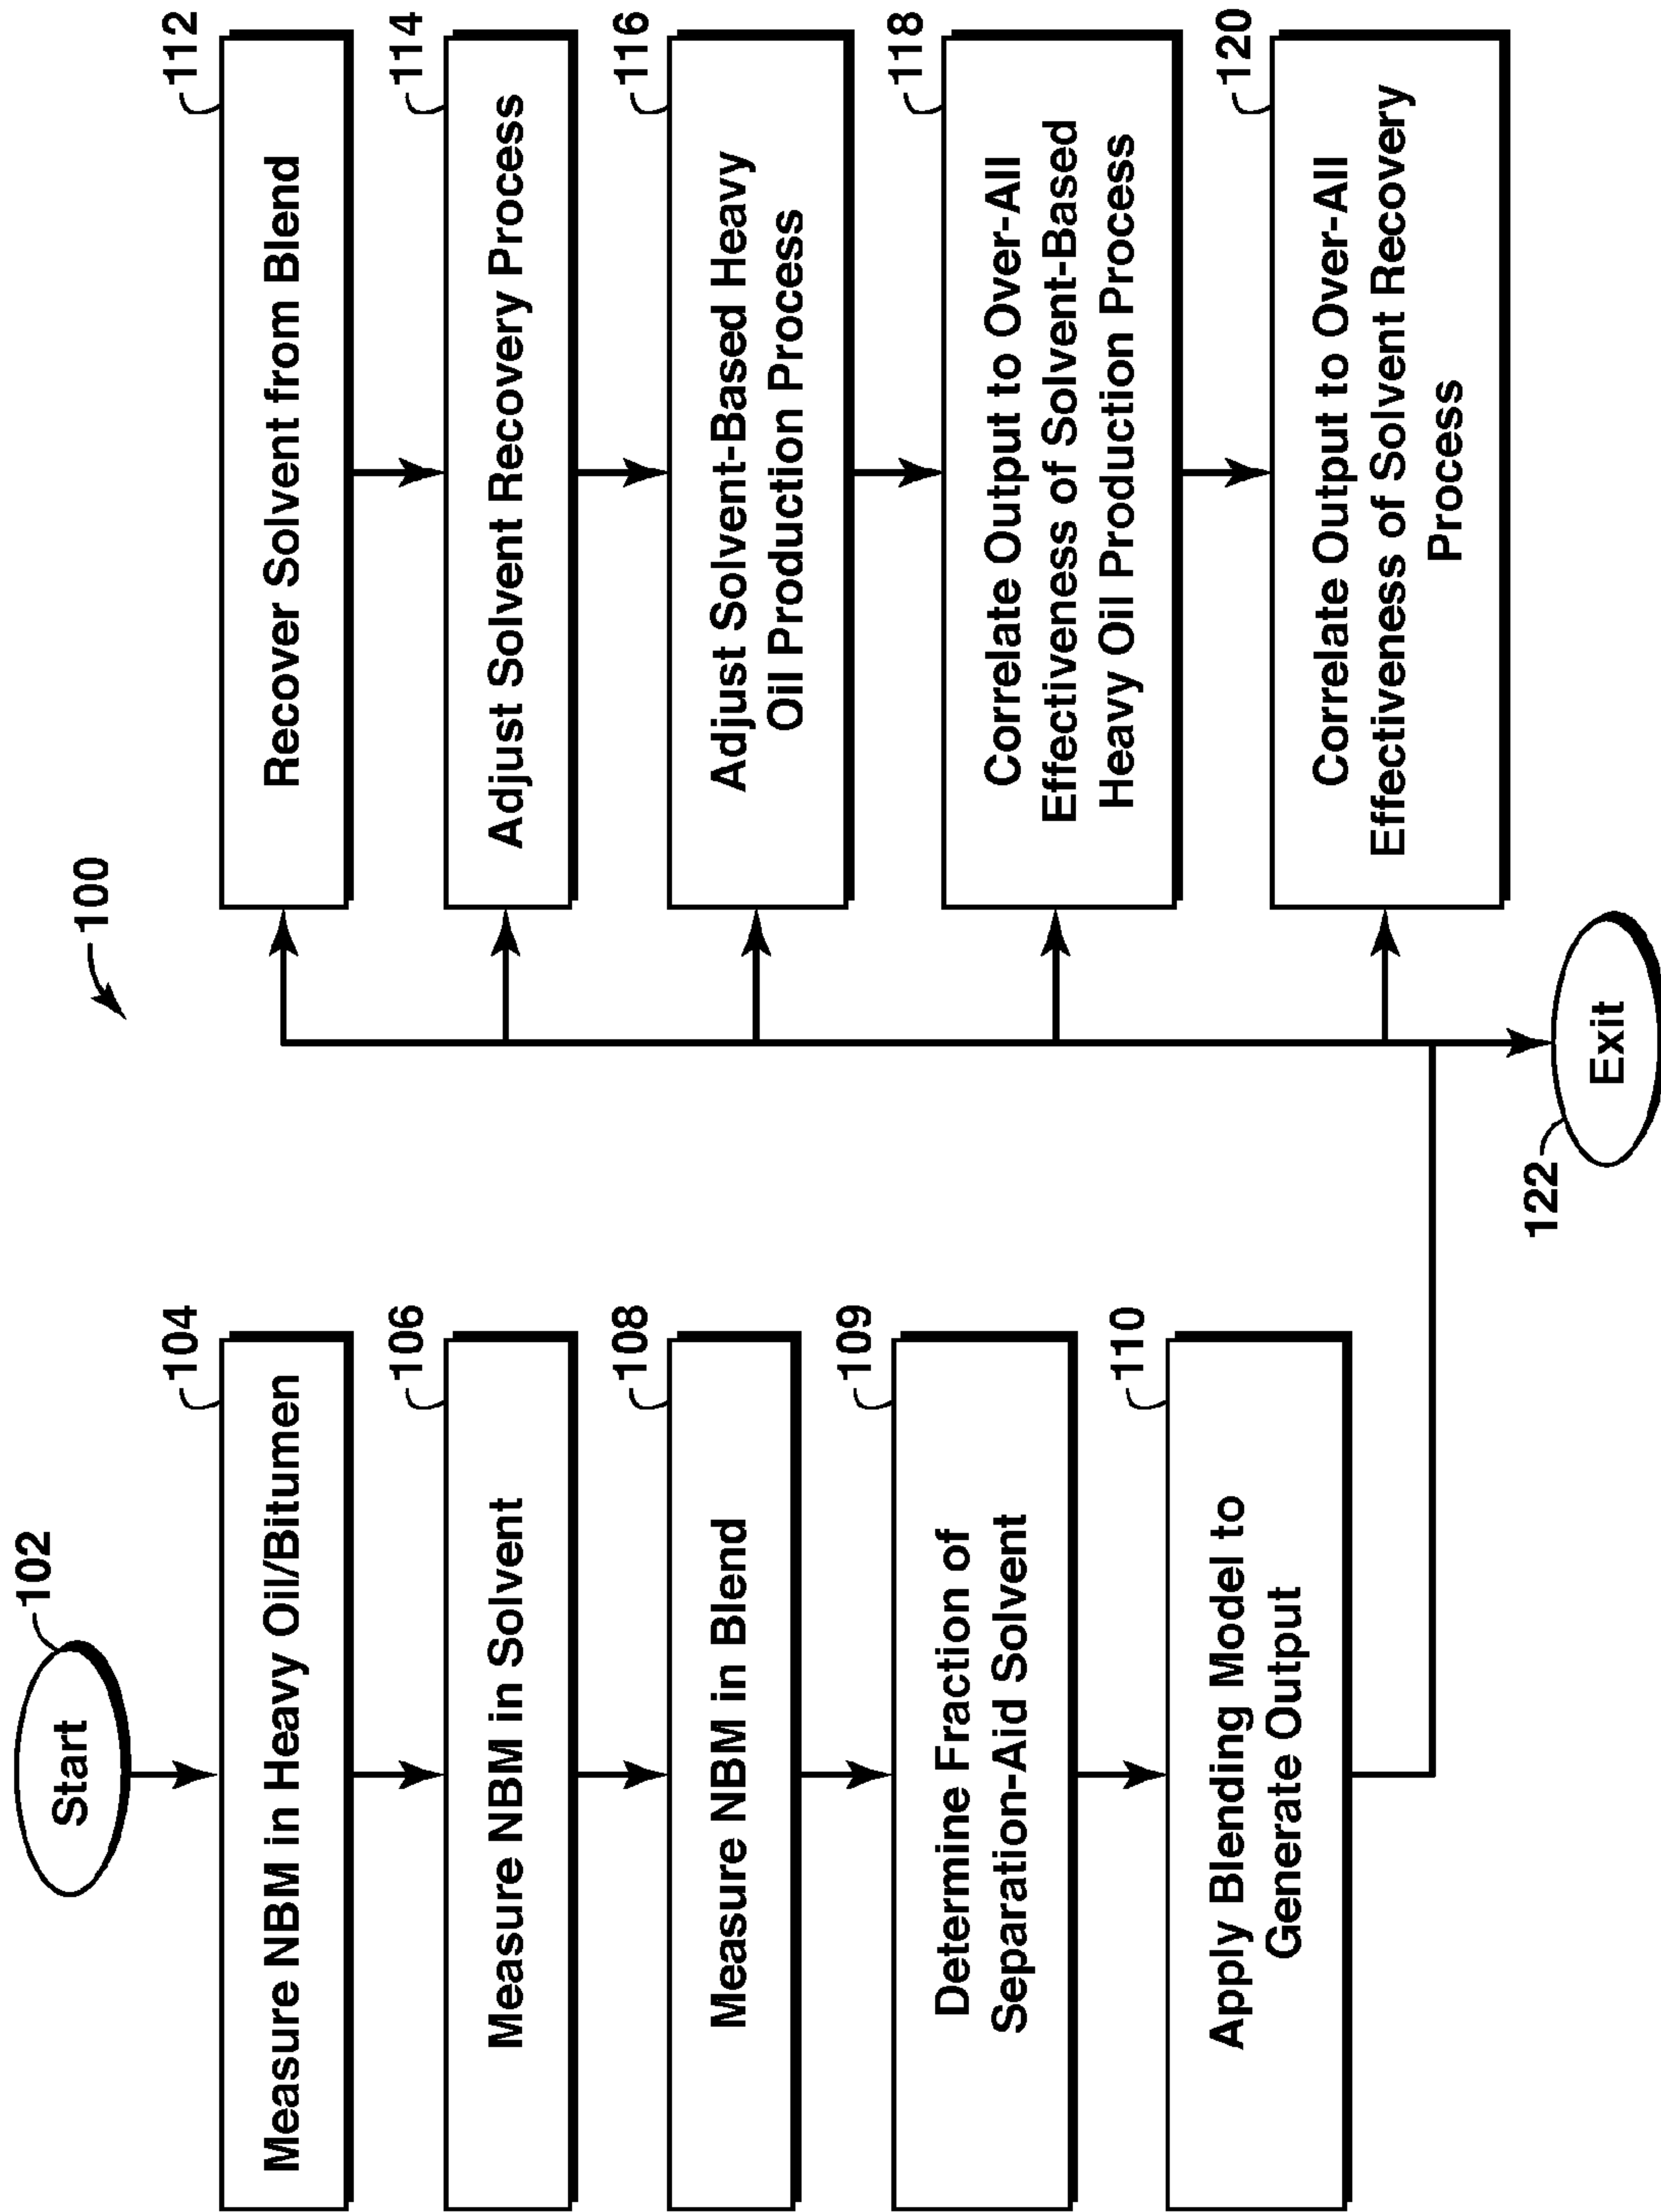 100
Start
102
104
Measure NBM in Heavy Oil/Bitumen
106
Measure NBM in Solvent
108
Measure NBM in Blend
109
Determine Fraction of
Separation-Aid Solvent
110
Apply Blending Model to
Generate Output
112
Recover Solvent from Blend
114
Adjust Solvent Recovery Process
116
Adjust Solvent-Based Heavy
Oil Production Process
118
Correlate Output to Over-All
Effectiveness of Solvent-Based
Heavy Oil Production Process
120
Correlate Output to Over-All
Effectiveness of Solvent Recovery
Process
122
Exit